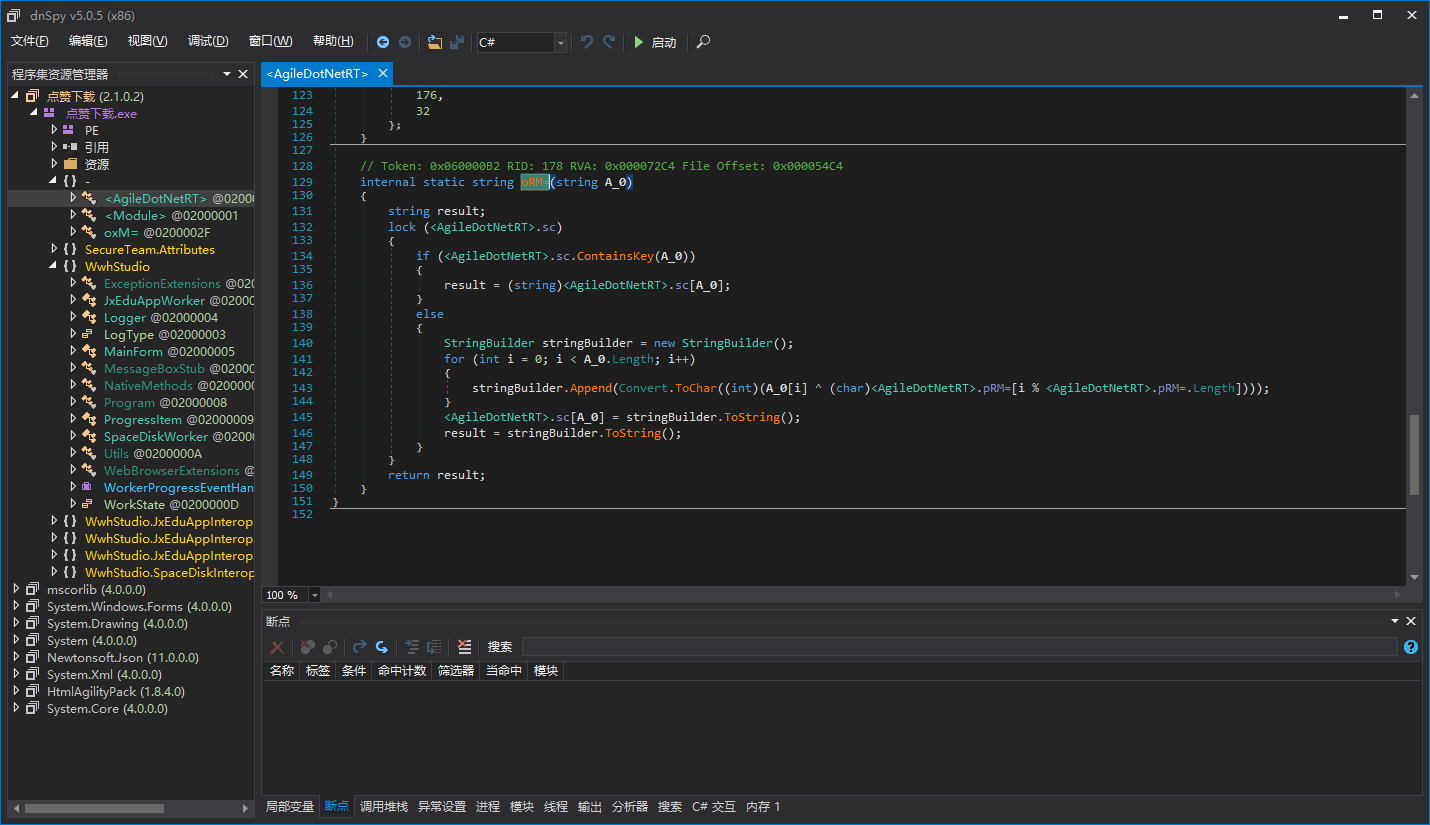 dnSpy v5.0.5 (x86)
文件(F) 编辑(E) 视图(V) 调试(D) 窗口(W) 帮助(H) C# 启动
程序集资源管理器
点赞下载 (2.1.0.2)
点赞下载.exe
PE
引用
资源
{ } -
<AgileDotNetRT> @0200
<Module> @02000001
oxM= @0200002F
{ } SecureTeam.Attributes
{ } WwhStudio
ExceptionExtensions @020
JxEduAppWorker @02000
Logger @02000004
LogType @02000003
MainForm @02000005
MessageBoxStub @02000
NativeMethods @0200000
Program @02000008
ProgressItem @02000009
SpaceDiskWorker @0200
Utils @0200000A
WebBrowserExtensions @
WorkerProgressEventHan
WorkState @0200000D
{ } WwhStudio.JxEduAppInterop
{ } WwhStudio.JxEduAppInterop
{ } WwhStudio.JxEduAppInterop
{ } WwhStudio.SpaceDiskInterop
mscorlib (4.0.0.0)
System.Windows.Forms (4.0.0.0)
System.Drawing (4.0.0.0)
System (4.0.0.0)
Newtonsoft.Json (11.0.0.0)
System.Xml (4.0.0.0)
HtmlAgilityPack (1.8.4.0)
System.Core (4.0.0.0)
<AgileDotNetRT>
123 176,
124 32
125 };
126 }
127
128 // Token: 0x060000B2 RID: 178 RVA: 0x000072C4 File Offset: 0x000054C4
129 internal static string oRM=(string A_0)
130 {
131 string result;
132 lock (<AgileDotNetRT>.sc)
133 {
134 if (<AgileDotNetRT>.sc.ContainsKey(A_0))
135 {
136 result = (string)<AgileDotNetRT>.sc[A_0];
137 }
138 else
139 {
140 StringBuilder stringBuilder = new StringBuilder();
141 for (int i = 0; i < A_0.Length; i++)
142 {
143 stringBuilder.Append(Convert.ToChar((int)(A_0[i] ^ (char)<AgileDotNetRT>.pRM=[i % <AgileDotNetRT>.pRM=.Length])));
144 }
145 <AgileDotNetRT>.sc[A_0] = stringBuilder.ToString();
146 result = stringBuilder.ToString();
147 }
148 }
149 return result;
150 }
151 }
152
100 %
断点
搜索
名称 标签 条件 命中计数 筛选器 当命中 模块
局部变量 断点 调用堆栈 异常设置 进程 模块 线程 输出 分析器 搜索 C# 交互 内存 1